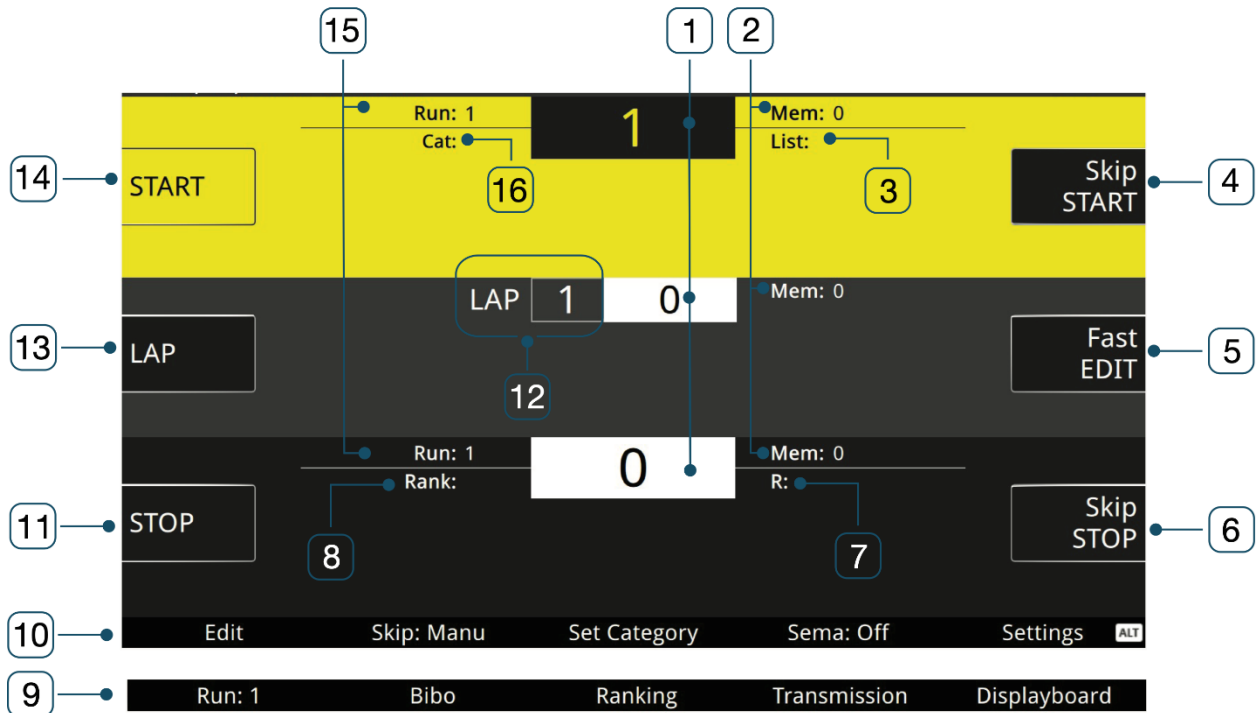 15 1 2
Run: 1 1 Mem: 0
Cat: List:
14 START 16 3 Skip START 4
LAP 1 0 Mem: 0
13 LAP Fast EDIT 5
12
Run: 1 0 Mem: 0
Rank: R:
11 STOP 8 7 Skip STOP 6
10 Edit Skip: Manu Set Category Sema: Off Settings ALT
9 Run: 1 Bibo Ranking Transmission Displayboard